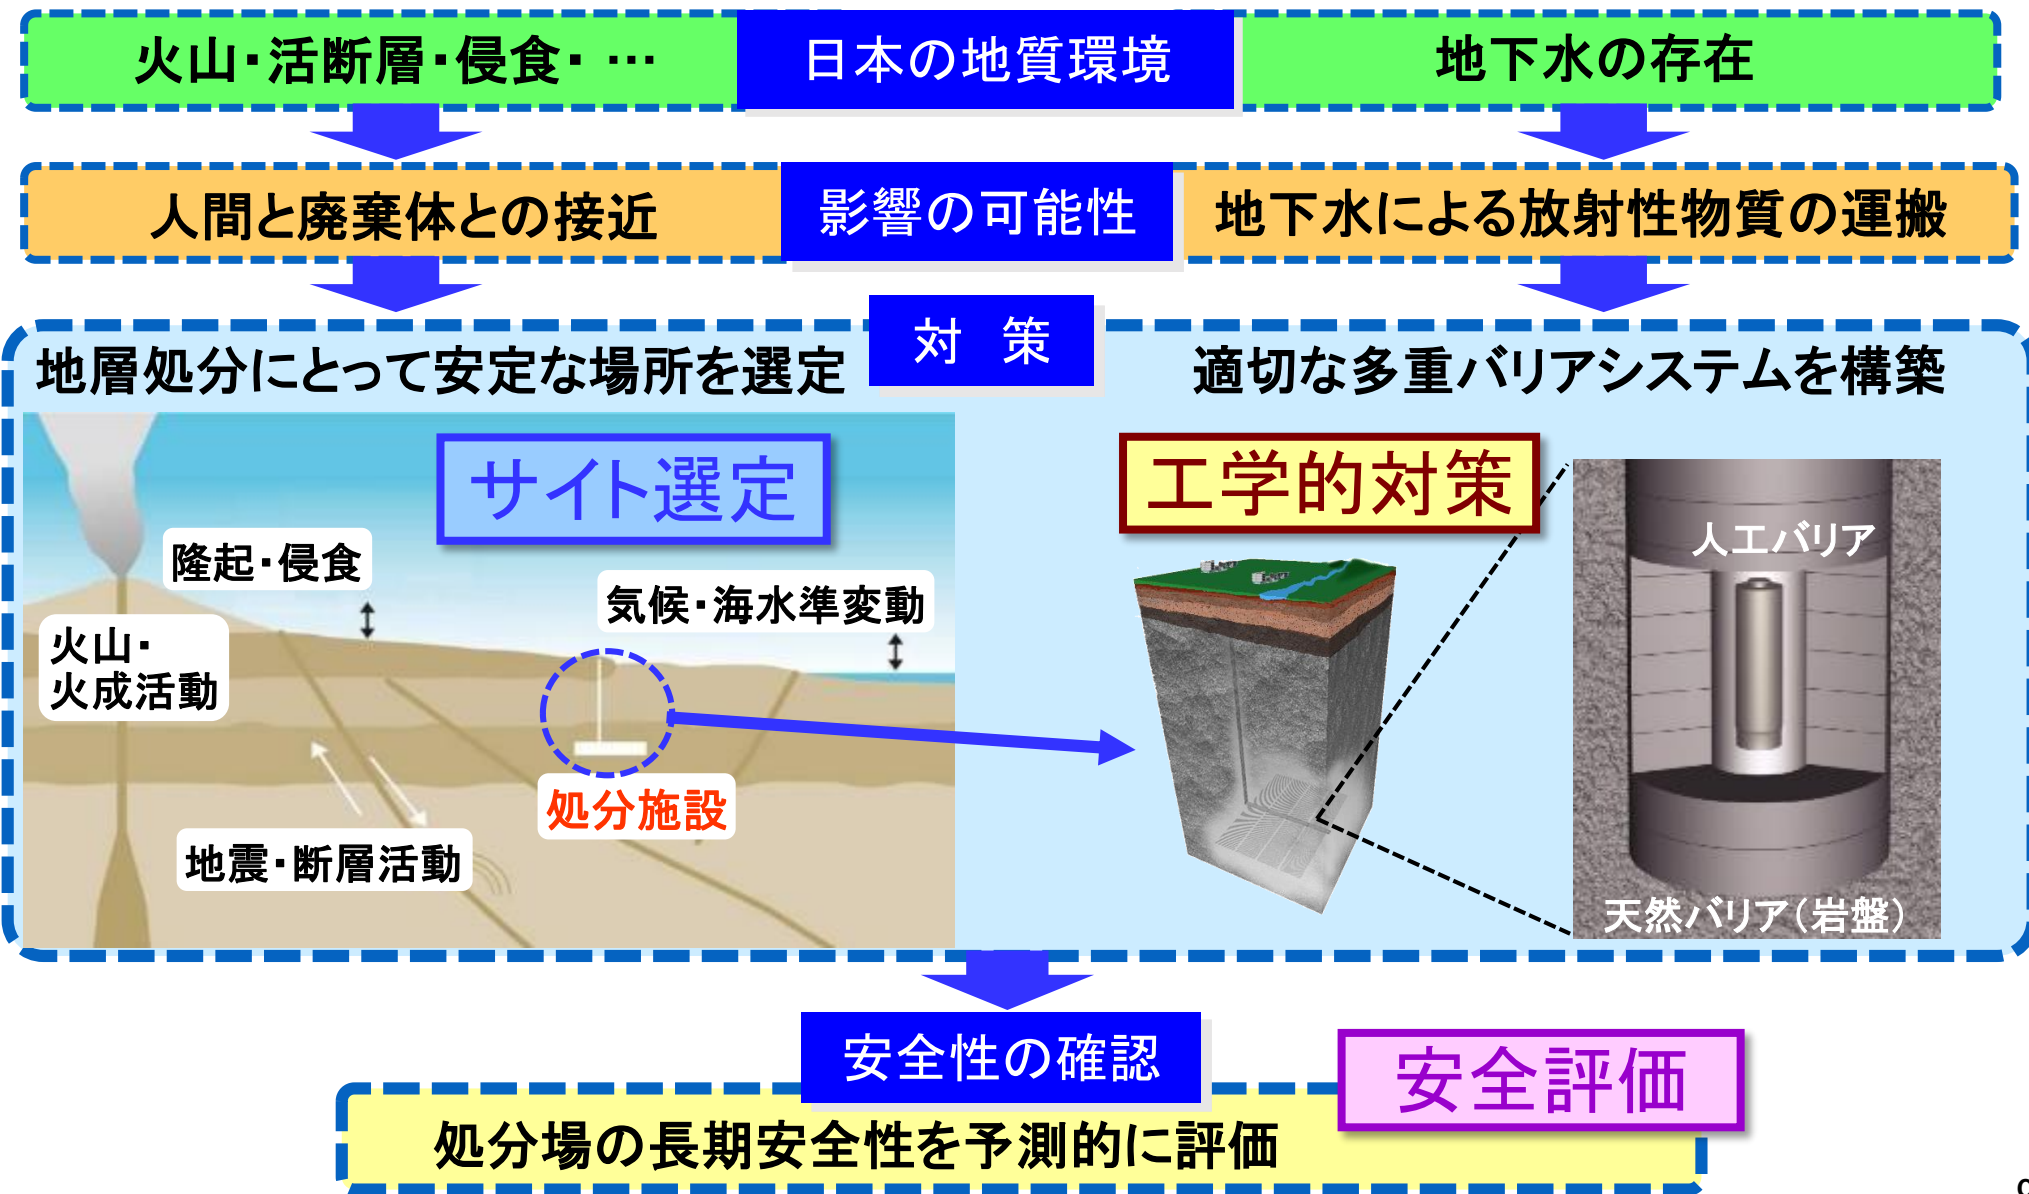 火山・活断層・侵食・ …
日本の地質環境
地下水の存在
人間と廃棄体との接近
影響の可能性
地下水による放射性物質の運搬
対　策
地層処分にとって安定な場所を選定
適切な多重バリアシステムを構築
サイト選定
工学的対策
隆起・侵食
気候・海水準変動
火山・
火成活動
処分施設
地震・断層活動
人工バリア
天然バリア（岩盤）
安全性の確認
安全評価
処分場の長期安全性を予測的に評価